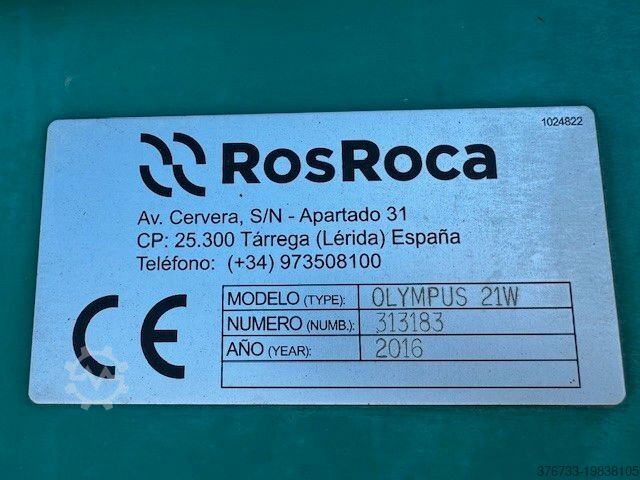 1024822
RosRoca
Av. Cervera, S/N - Apartado 31
CP: 25.300 Tárrega (Lérida) España
Teléfono: (+34) 973508100
CE
MODELO (TYPE): OLYMPUS 21W
NUMERO (NUMB.): 313183
AÑO (YEAR): 2016
376733-19838105